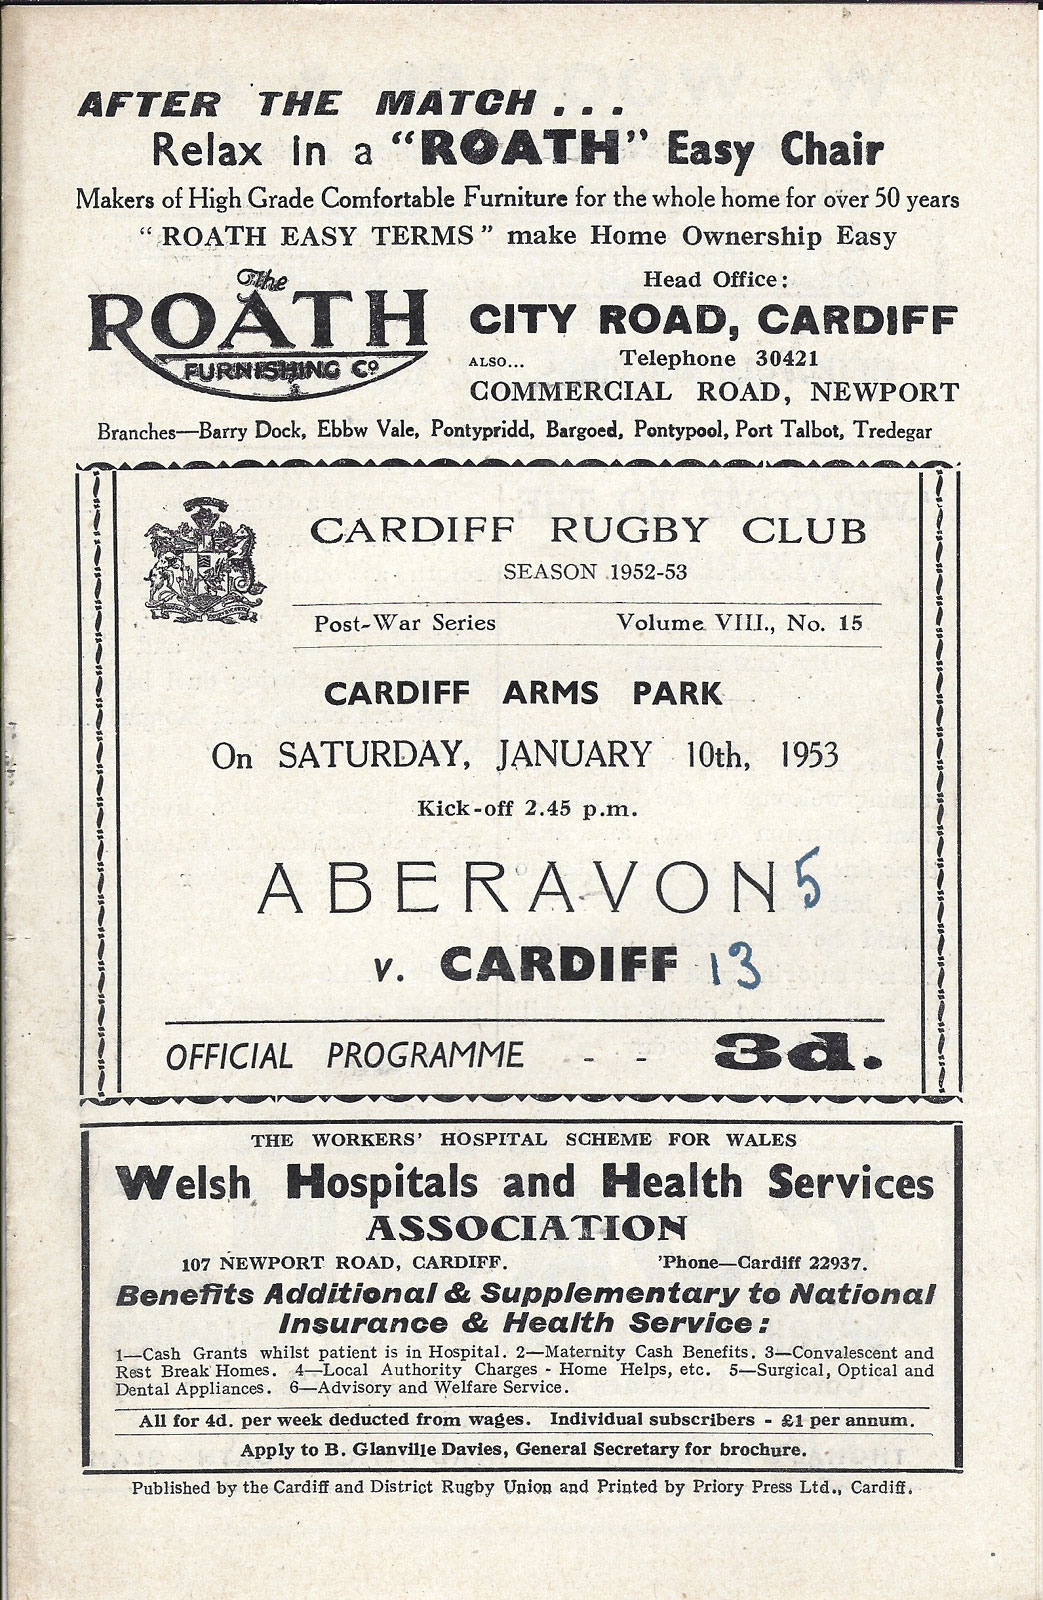 AFTER THE MATCH . . .
Relax in a "ROATH" Easy Chair
Makers of High Grade Comfortable Furniture for the whole home for over 50 years
"ROATH EASY TERMS" make Home Ownership Easy
The
ROATH
FURNISHING Co
Head Office:
CITY ROAD, CARDIFF
ALSO... Telephone 30421
COMMERCIAL ROAD, NEWPORT
Branches—Barry Dock, Ebbw Vale, Pontypridd, Bargoed, Pontypool, Port Talbot, Tredegar
CARDIFF RUGBY CLUB
SEASON 1952-53
Post-War Series Volume VIII., No. 15
CARDIFF ARMS PARK
On SATURDAY, JANUARY 10th, 1953
Kick-off 2.45 p.m.
ABERAVON 5
v. CARDIFF 13
OFFICIAL PROGRAMME - - 3d.
THE WORKERS' HOSPITAL SCHEME FOR WALES
Welsh Hospitals and Health Services
ASSOCIATION
107 NEWPORT ROAD, CARDIFF. 'Phone—Cardiff 22937.
Benefits Additional & Supplementary to National
Insurance & Health Service:
1—Cash Grants whilst patient is in Hospital. 2—Maternity Cash Benefits. 3—Convalescent and
Rest Break Homes. 4—Local Authority Charges - Home Helps, etc. 5—Surgical, Optical and
Dental Appliances. 6—Advisory and Welfare Service.
All for 4d. per week deducted from wages. Individual subscribers - £1 per annum.
Apply to B. Glanville Davies, General Secretary for brochure.
Published by the Cardiff and District Rugby Union and Printed by Priory Press Ltd., Cardiff.